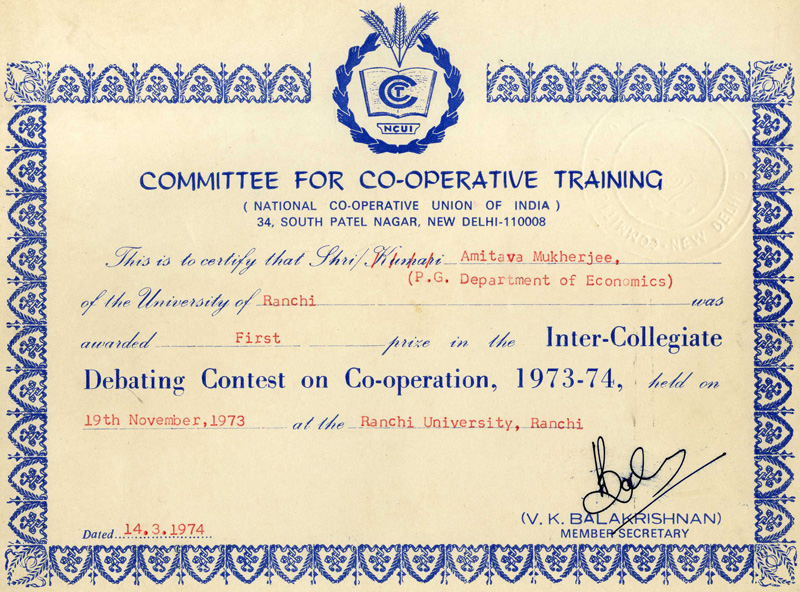 CCT
NCUI
COMMITTEE FOR CO-OPERATIVE TRAINING
( NATIONAL CO-OPERATIVE UNION OF INDIA )
34, SOUTH PATEL NAGAR, NEW DELHI-110008
This is to certify that Shri/Kumari Amitava Mukherjee,
(P.G. Department of Economics)
of the University of Ranchi was
awarded First prize in the Inter-Collegiate
Debating Contest on Co-operation, 1973-74, held on
19th November,1973 at the Ranchi University, Ranchi
(V. K. BALAKRISHNAN)
Dated 14.3.1974 MEMBER SECRETARY